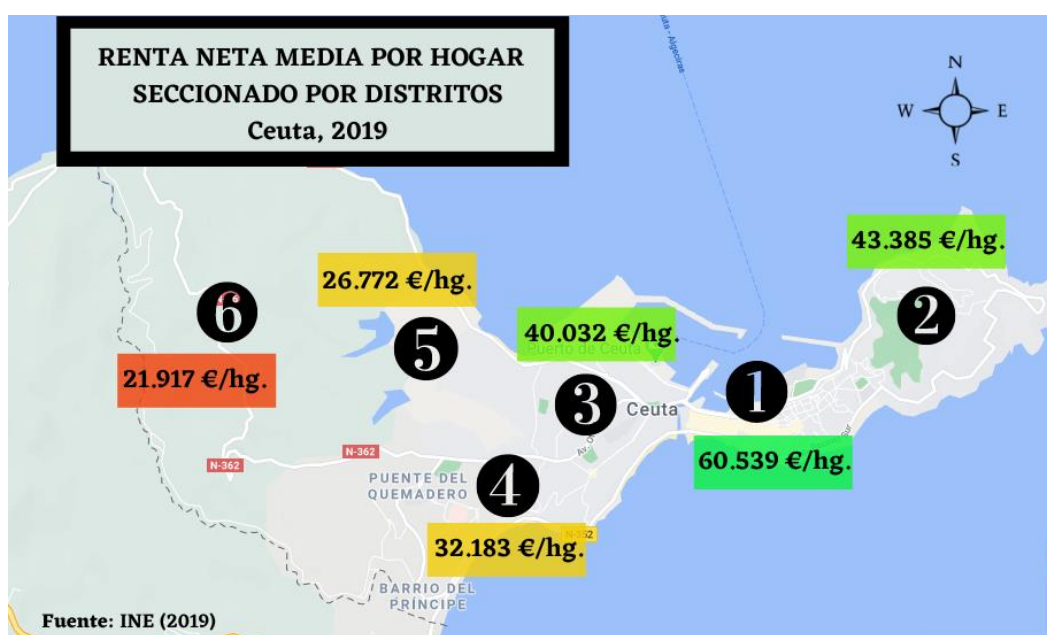 RENTA NETA MEDIA POR HOGAR
SECCIONADO POR DISTRITOS
Ceuta, 2019
N
W
E
S
43.385 €/hg.
2
26.772 €/hg.
6
5
40.032 €/hg.
Puerto de Ceuta
21.917 €/hg.
1
3
Ceuta
60.539 €/hg.
N-362
N-362
PUENTE DEL
QUEMADERO
4
N-352
32.183 €/hg.
BARRIO DEL
PRÍNCIPE
Fuente: INE (2019)